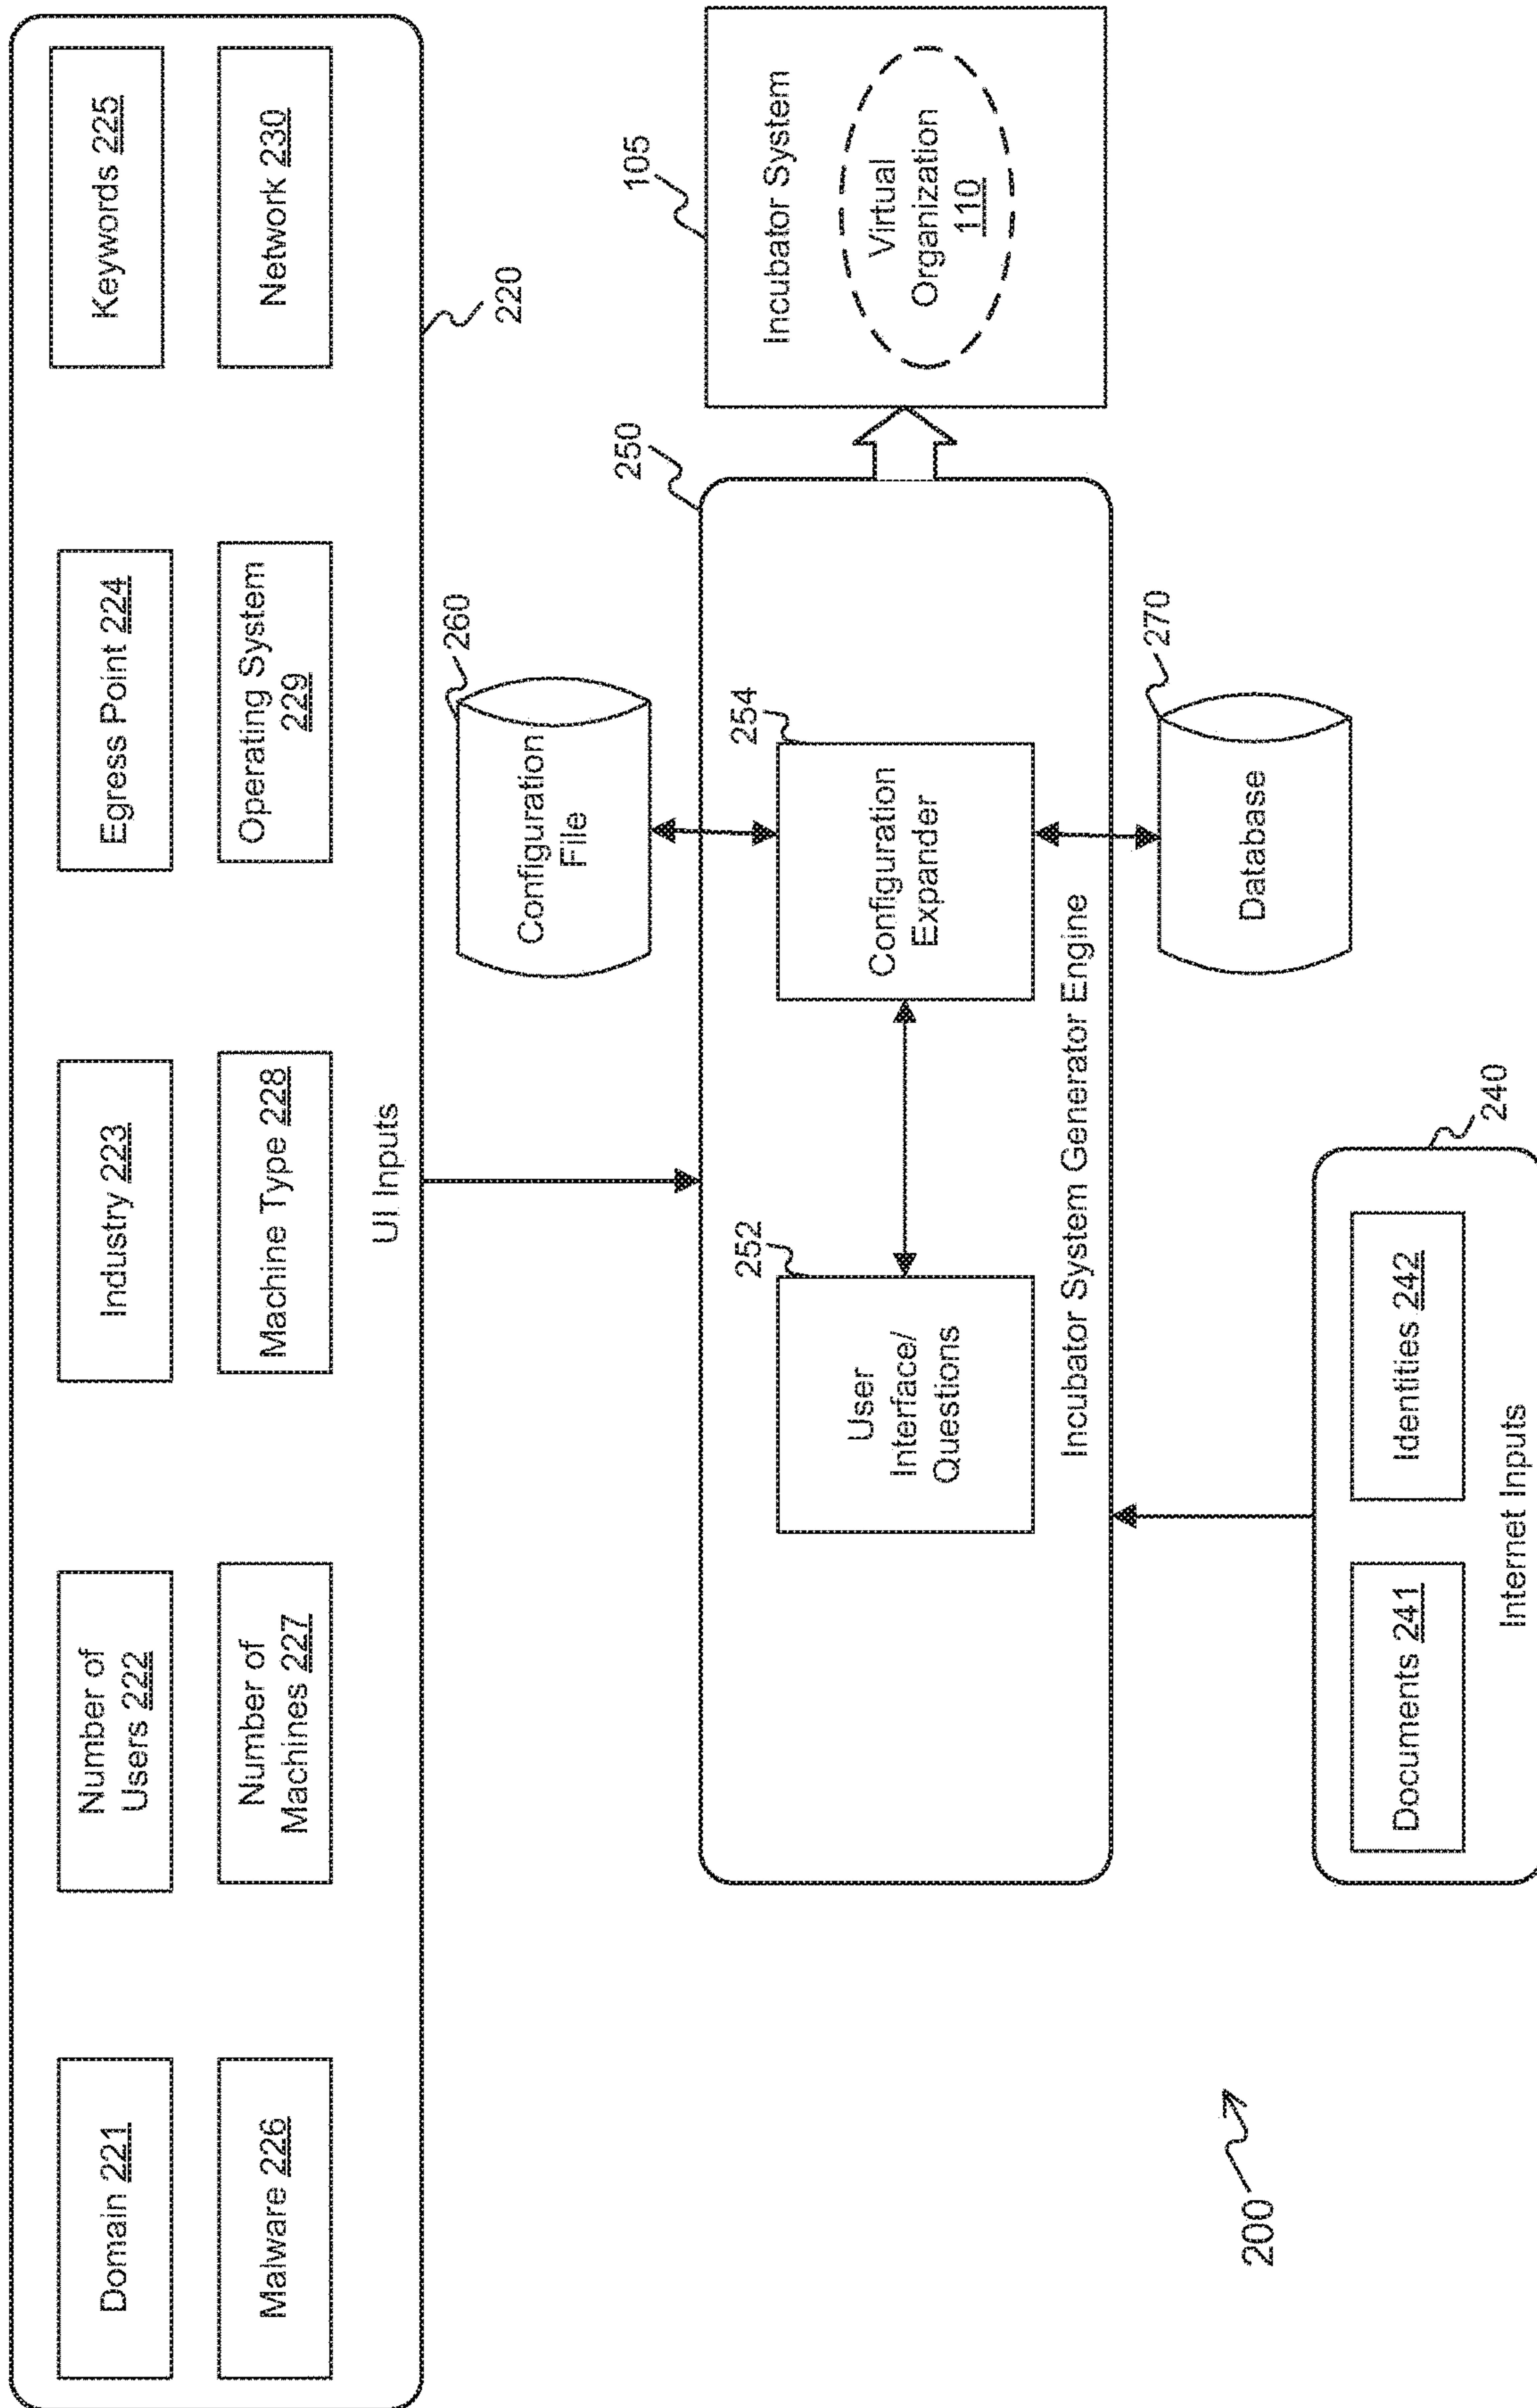 Domain 221
Number of
Users 222
Industry 223
Egress Point 224
Keywords 225
Malware 226
Number of
Machines 227
Machine Type 228
Operating System
229
Network 230
UI Inputs
220
260
Configuration
File
250
105
252
User
Interface/
Questions
254
Configuration
Expander
Incubator System Generator Engine
Incubator System
Virtual
Organization
110
270
Database
240
Documents 241
Identities 242
Internet Inputs
200